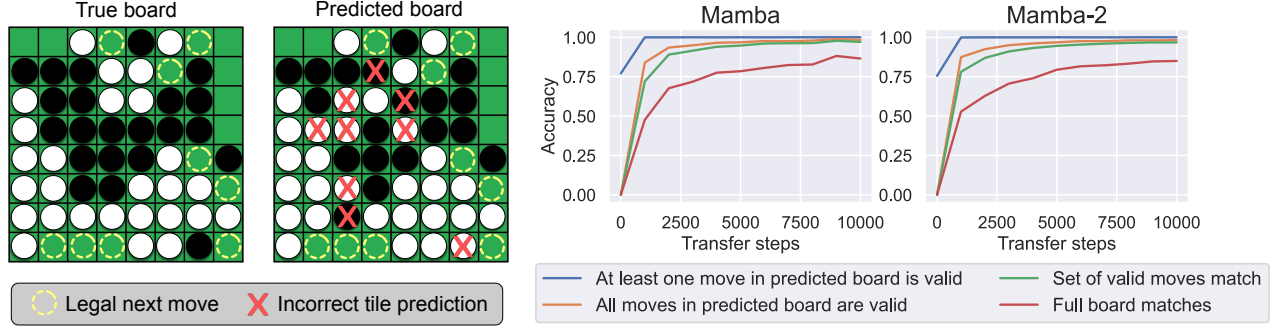 True board
Predicted board
Legal next move
Incorrect tile prediction
Mamba
Mamba-2
1.00
0.75
0.50
0.25
0.00
Accuracy
0
2500
5000
7500
10000
Transfer steps
1.00
0.75
0.50
0.25
0.00
0
2500
5000
7500
10000
Transfer steps
At least one move in predicted board is valid
All moves in predicted board are valid
Set of valid moves match
Full board matches